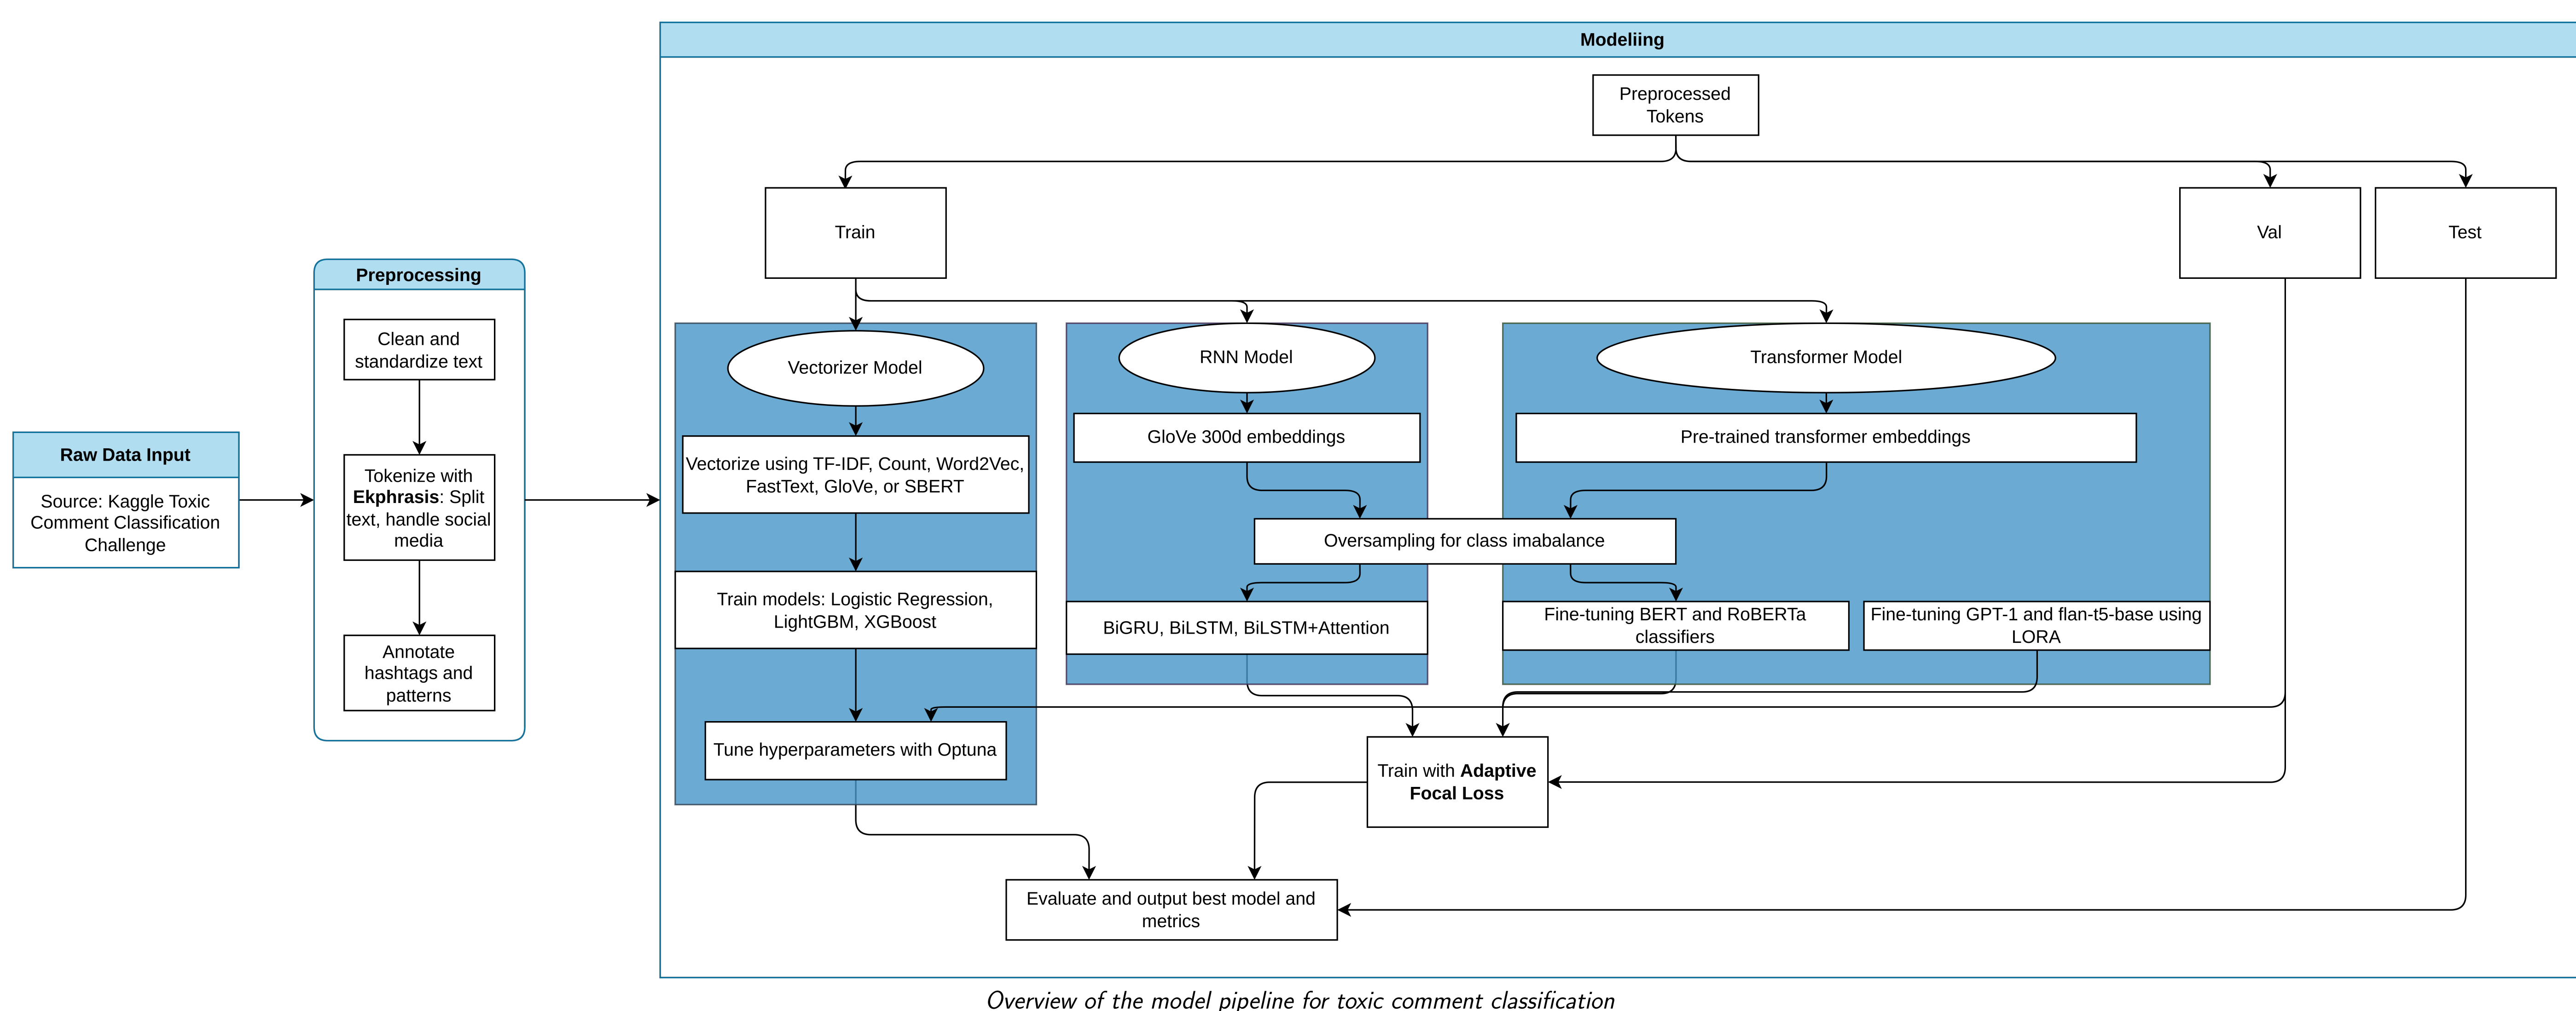 Modeliing
Preprocessed
Tokens
Train
Val
Test
Preprocessing
Clean and
standardize text
Tokenize with
Ekphrasis: Split
text, handle social
media
Annotate
hashtags and
patterns
Raw Data Input
Source: Kaggle Toxic
Comment Classification
Challenge
Vectorizer Model
Vectorize using TF-IDF, Count, Word2Vec,
FastText, GloVe, or SBERT
Train models: Logistic Regression,
LightGBM, XGBoost
Tune hyperparameters with Optuna
RNN Model
GloVe 300d embeddings
Transformer Model
Pre-trained transformer embeddings
Oversampling for class imabalance
BiGRU, BiLSTM, BiLSTM+Attention
Fine-tuning BERT and RoBERTa
classifiers
Fine-tuning GPT-1 and flan-t5-base using
LORA
Train with Adaptive
Focal Loss
Evaluate and output best model and
metrics
Overview of the model pipeline for toxic comment classification